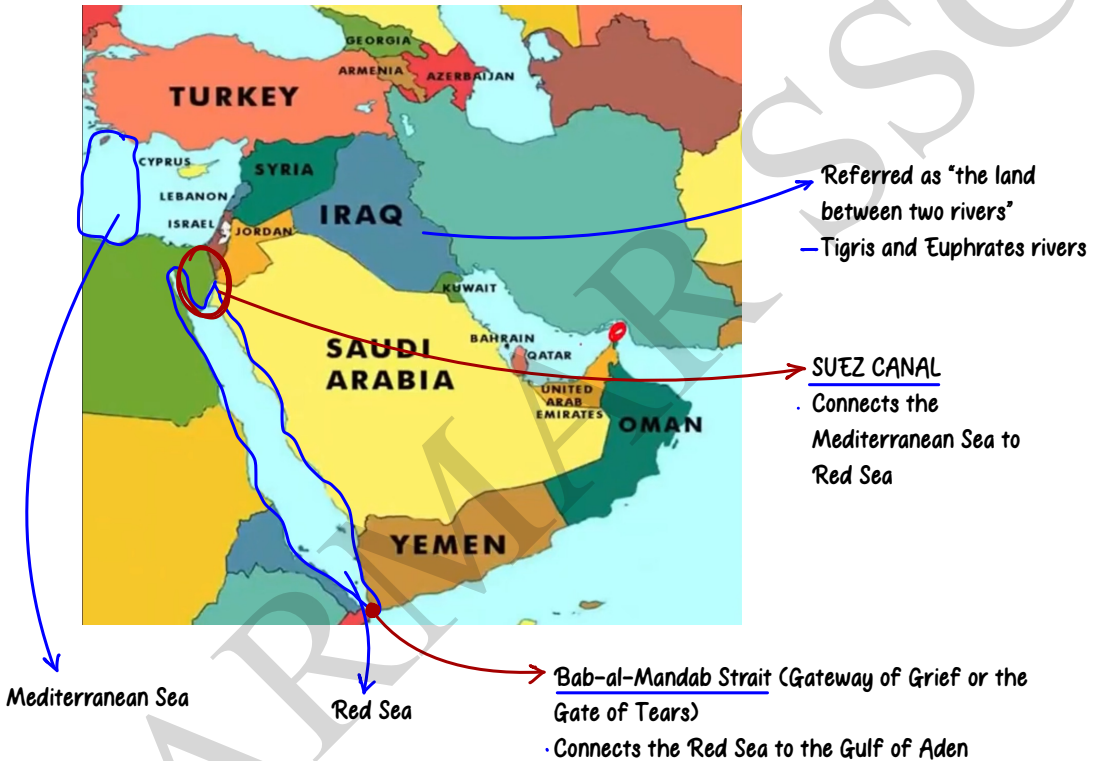 GEORGIA
ARMENIA
AZERBAIJAN
TURKEY
CYPRUS
SYRIA
LEBANON
IRAQ
ISRAEL
JORDAN
KUWAIT
SAUDI
ARABIA
BAHRAIN
QATAR
UNITED
ARAB
EMIRATES
OMAN
YEMEN
Referred as "the land
between two rivers"
- Tigris and Euphrates rivers
SUEZ CANAL
· Connects the
Mediterranean Sea to
Red Sea
Mediterranean Sea
Red Sea
Bab-al-Mandab Strait (Gateway of Grief or the
Gate of Tears)
· Connects the Red Sea to the Gulf of Aden
ARMAR SSC